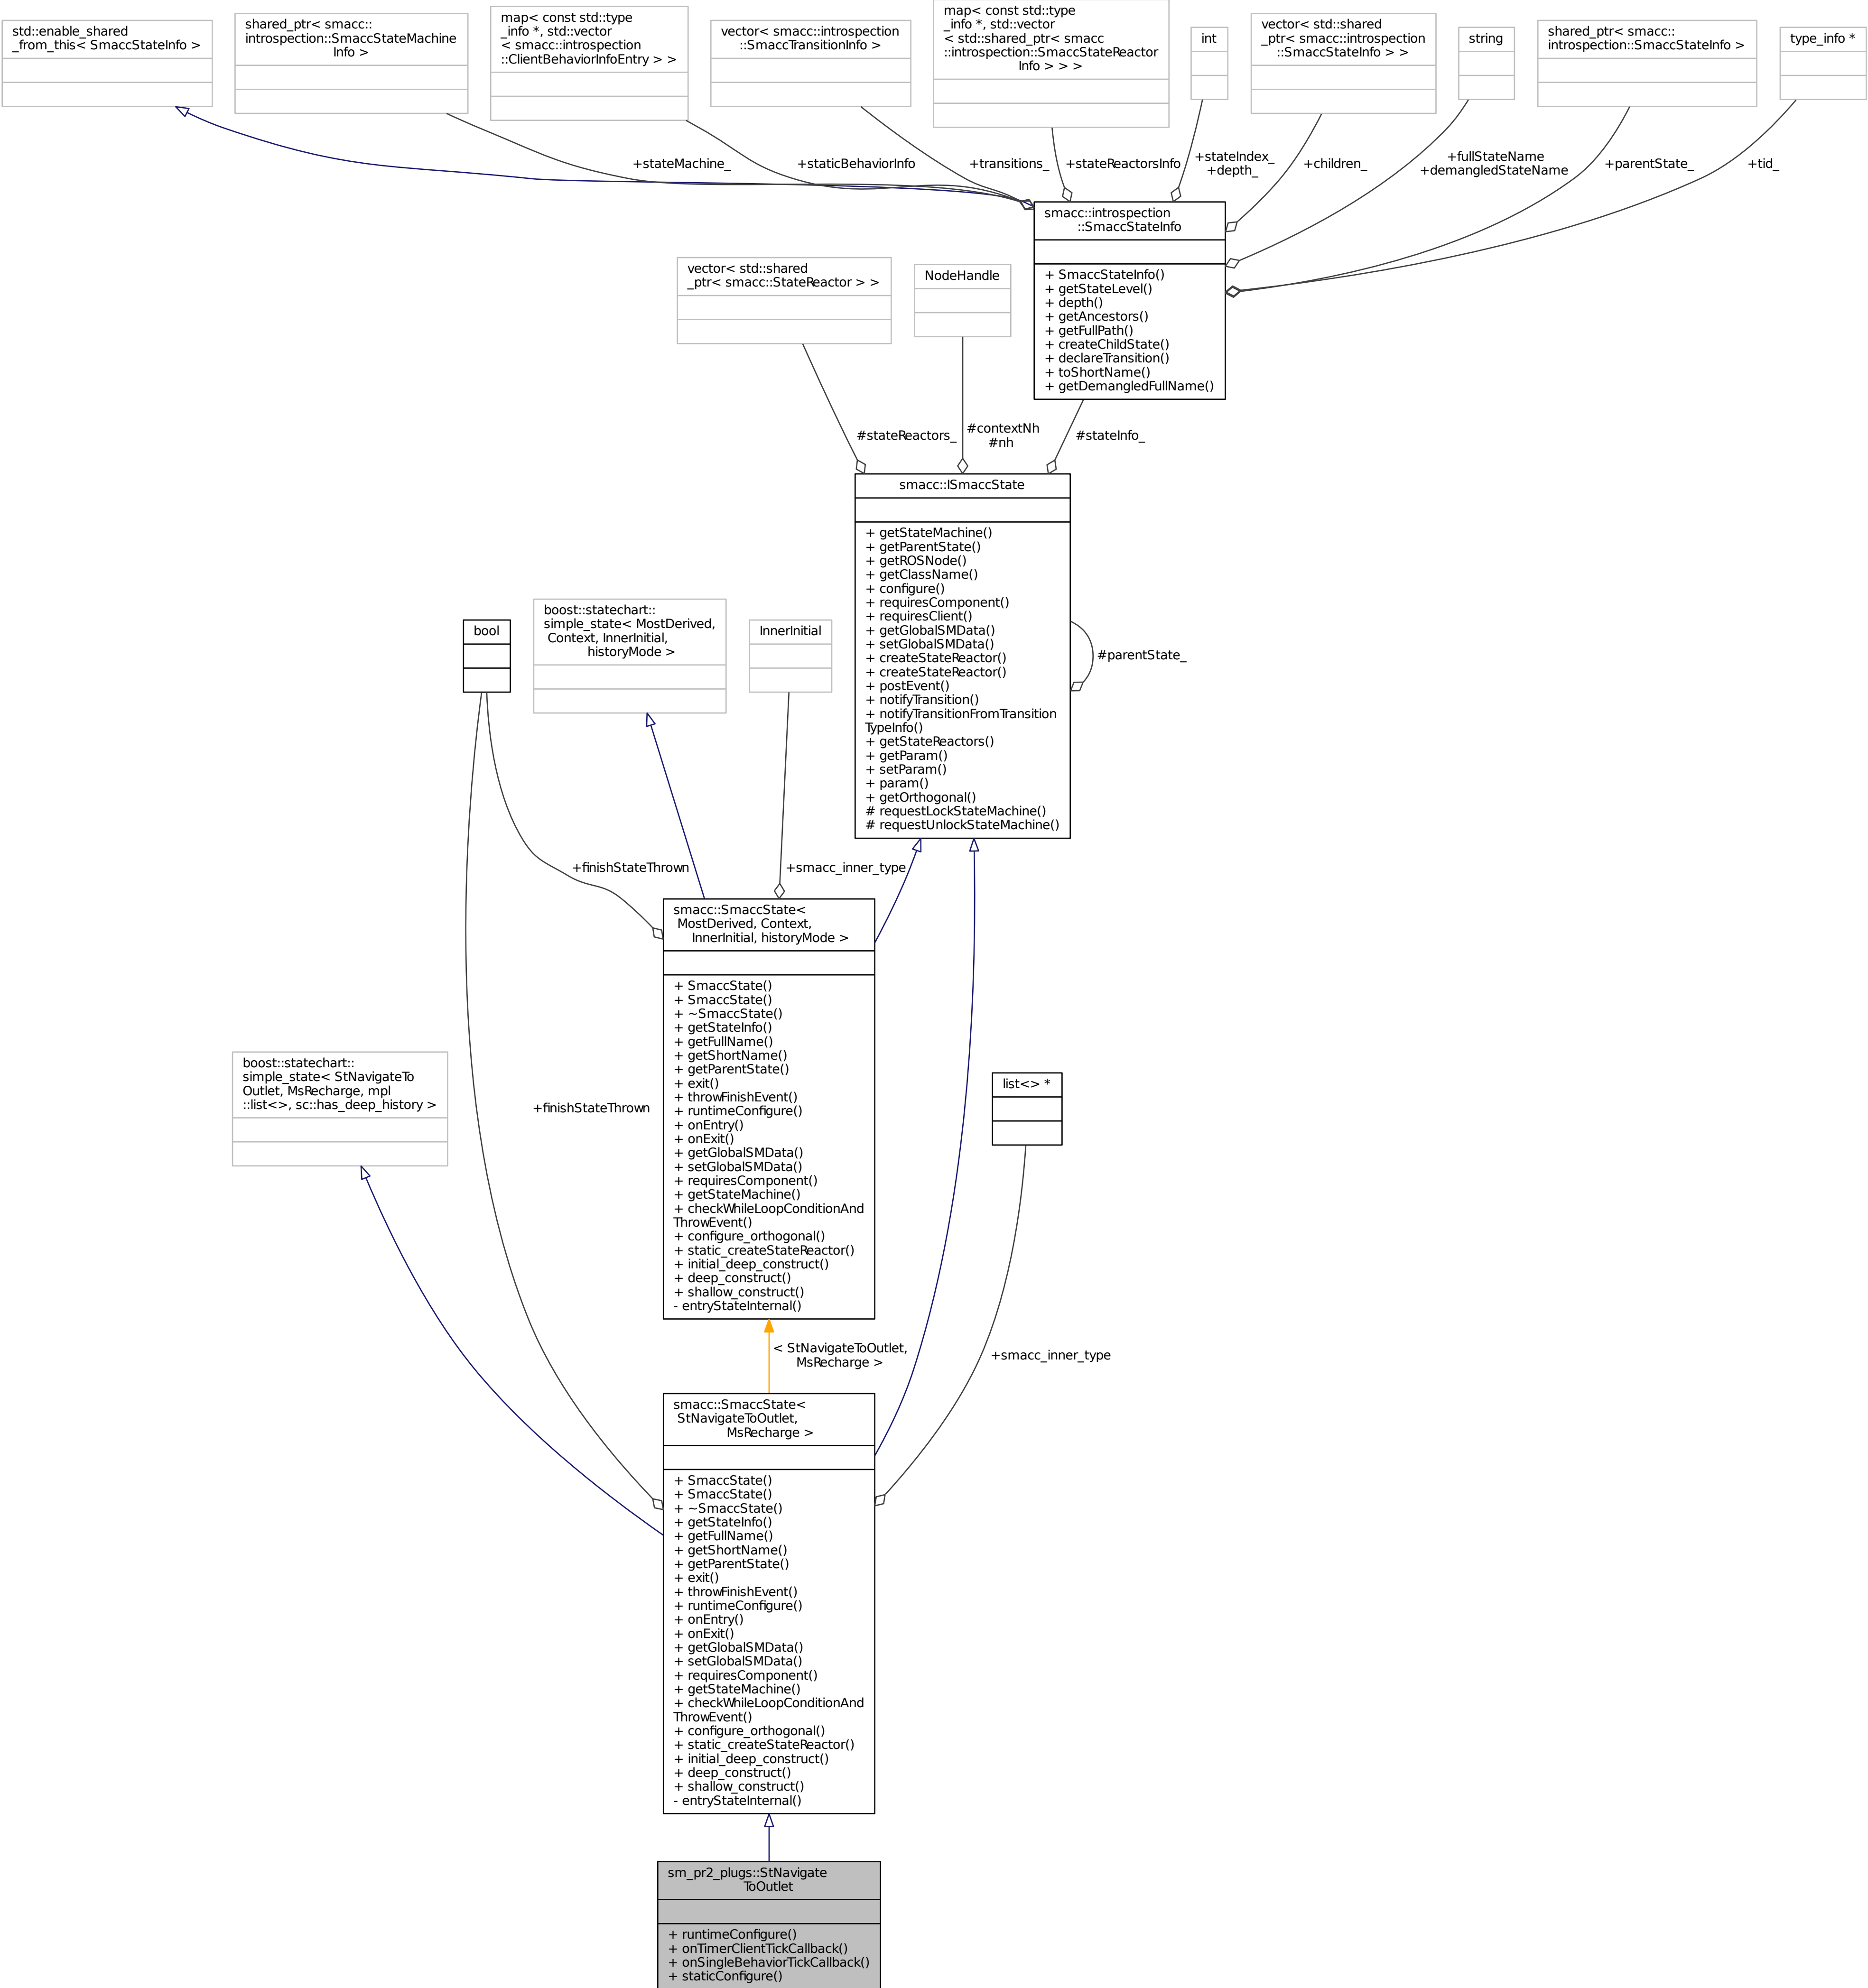 std::enable_shared
_from_this< SmaccStateInfo >
shared_ptr< smacc::
introspection::SmaccStateMachine
Info >
map< const std::type
_info *, std::vector
< smacc::introspection
::ClientBehaviorInfoEntry > >
vector< smacc::introspection
::SmaccTransitionInfo >
map< const std::type
_info *, std::vector
< std::shared_ptr< smacc
::introspection::SmaccStateReactor
Info > > >
int
vector< std::shared
_ptr< smacc::introspection
::SmaccStateInfo > >
string
shared_ptr< smacc::
introspection::SmaccStateInfo >
type_info *
+stateMachine_
+staticBehaviorInfo
+transitions_
+stateReactorsInfo
+stateIndex_
+depth_
+children_
+fullStateName
+demangledStateName
+parentState_
+tid_
smacc::introspection
::SmaccStateInfo
+ SmaccStateInfo()
+ getStateLevel()
+ depth()
+ getAncestors()
+ getFullPath()
+ createChildState()
+ declareTransition()
+ toShortName()
+ getDemangledFullName()
vector< std::shared
_ptr< smacc::StateReactor > >
NodeHandle
#stateReactors_
#contextNh
#nh
#stateInfo_
smacc::ISmaccState
+ getStateMachine()
+ getParentState()
+ getROSNode()
+ getClassName()
+ configure()
+ requiresComponent()
+ requiresClient()
+ getGlobalSMData()
+ setGlobalSMData()
+ createStateReactor()
+ createStateReactor()
+ postEvent()
+ notifyTransition()
+ notifyTransitionFromTransition
TypeInfo()
+ getStateReactors()
+ getParam()
+ setParam()
+ param()
+ getOrthogonal()
# requestLockStateMachine()
# requestUnlockStateMachine()
#parentState_
bool
boost::statechart::
simple_state< MostDerived,
Context, InnerInitial,
historyMode >
InnerInitial
+finishStateThrown
+smacc_inner_type
smacc::SmaccState<
MostDerived, Context,
InnerInitial, historyMode >
+ SmaccState()
+ SmaccState()
+ ~SmaccState()
+ getStateInfo()
+ getFullName()
+ getShortName()
+ getParentState()
+ exit()
+ throwFinishEvent()
+ runtimeConfigure()
+ onEntry()
+ onExit()
+ getGlobalSMData()
+ setGlobalSMData()
+ requiresComponent()
+ getStateMachine()
+ checkWhileLoopConditionAnd
ThrowEvent()
+ configure_orthogonal()
+ static_createStateReactor()
+ initial_deep_construct()
+ deep_construct()
+ shallow_construct()
- entryStateInternal()
boost::statechart::
simple_state< StNavigateTo
Outlet, MsRecharge, mpl
::list<>, sc::has_deep_history >
+finishStateThrown
list<> *
< StNavigateToOutlet,
MsRecharge >
+smacc_inner_type
smacc::SmaccState<
StNavigateToOutlet,
MsRecharge >
+ SmaccState()
+ SmaccState()
+ ~SmaccState()
+ getStateInfo()
+ getFullName()
+ getShortName()
+ getParentState()
+ exit()
+ throwFinishEvent()
+ runtimeConfigure()
+ onEntry()
+ onExit()
+ getGlobalSMData()
+ setGlobalSMData()
+ requiresComponent()
+ getStateMachine()
+ checkWhileLoopConditionAnd
ThrowEvent()
+ configure_orthogonal()
+ static_createStateReactor()
+ initial_deep_construct()
+ deep_construct()
+ shallow_construct()
- entryStateInternal()
sm_pr2_plugs::StNavigate
ToOutlet
+ runtimeConfigure()
+ onTimerClientTickCallback()
+ onSingleBehaviorTickCallback()
+ staticConfigure()